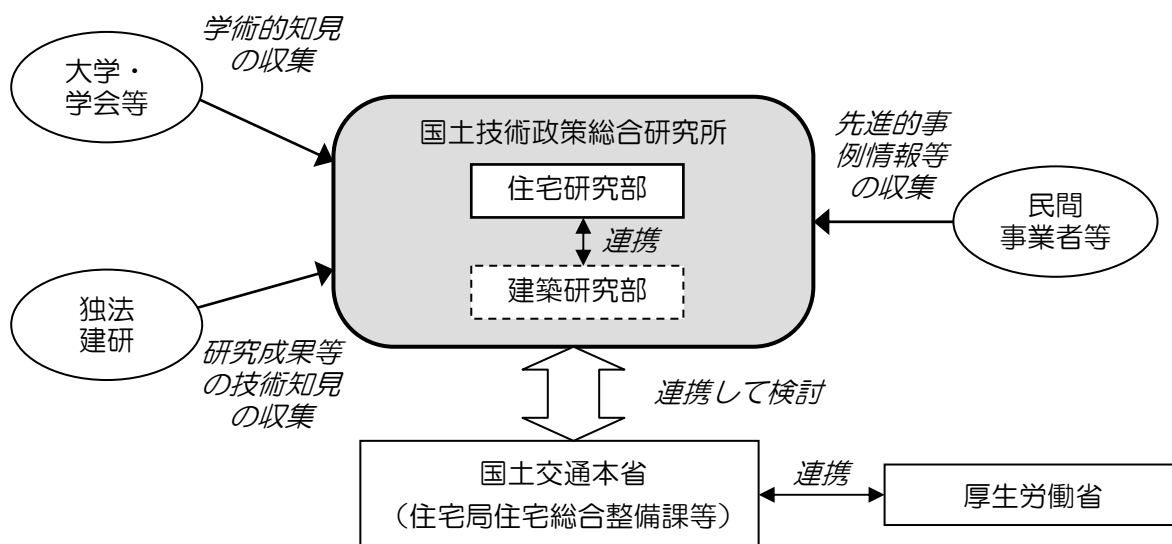 学術的知見
の収集
大学・
学会等
国土技術政策総合研究所
先進的事
例情報等
の収集
住宅研究部
民間
事業者等
連携
建築研究部
独法
建研
研究成果等
の技術知見
の収集
連携して検討
国土交通本省
（住宅局住宅総合整備課等）
連携
厚生労働省